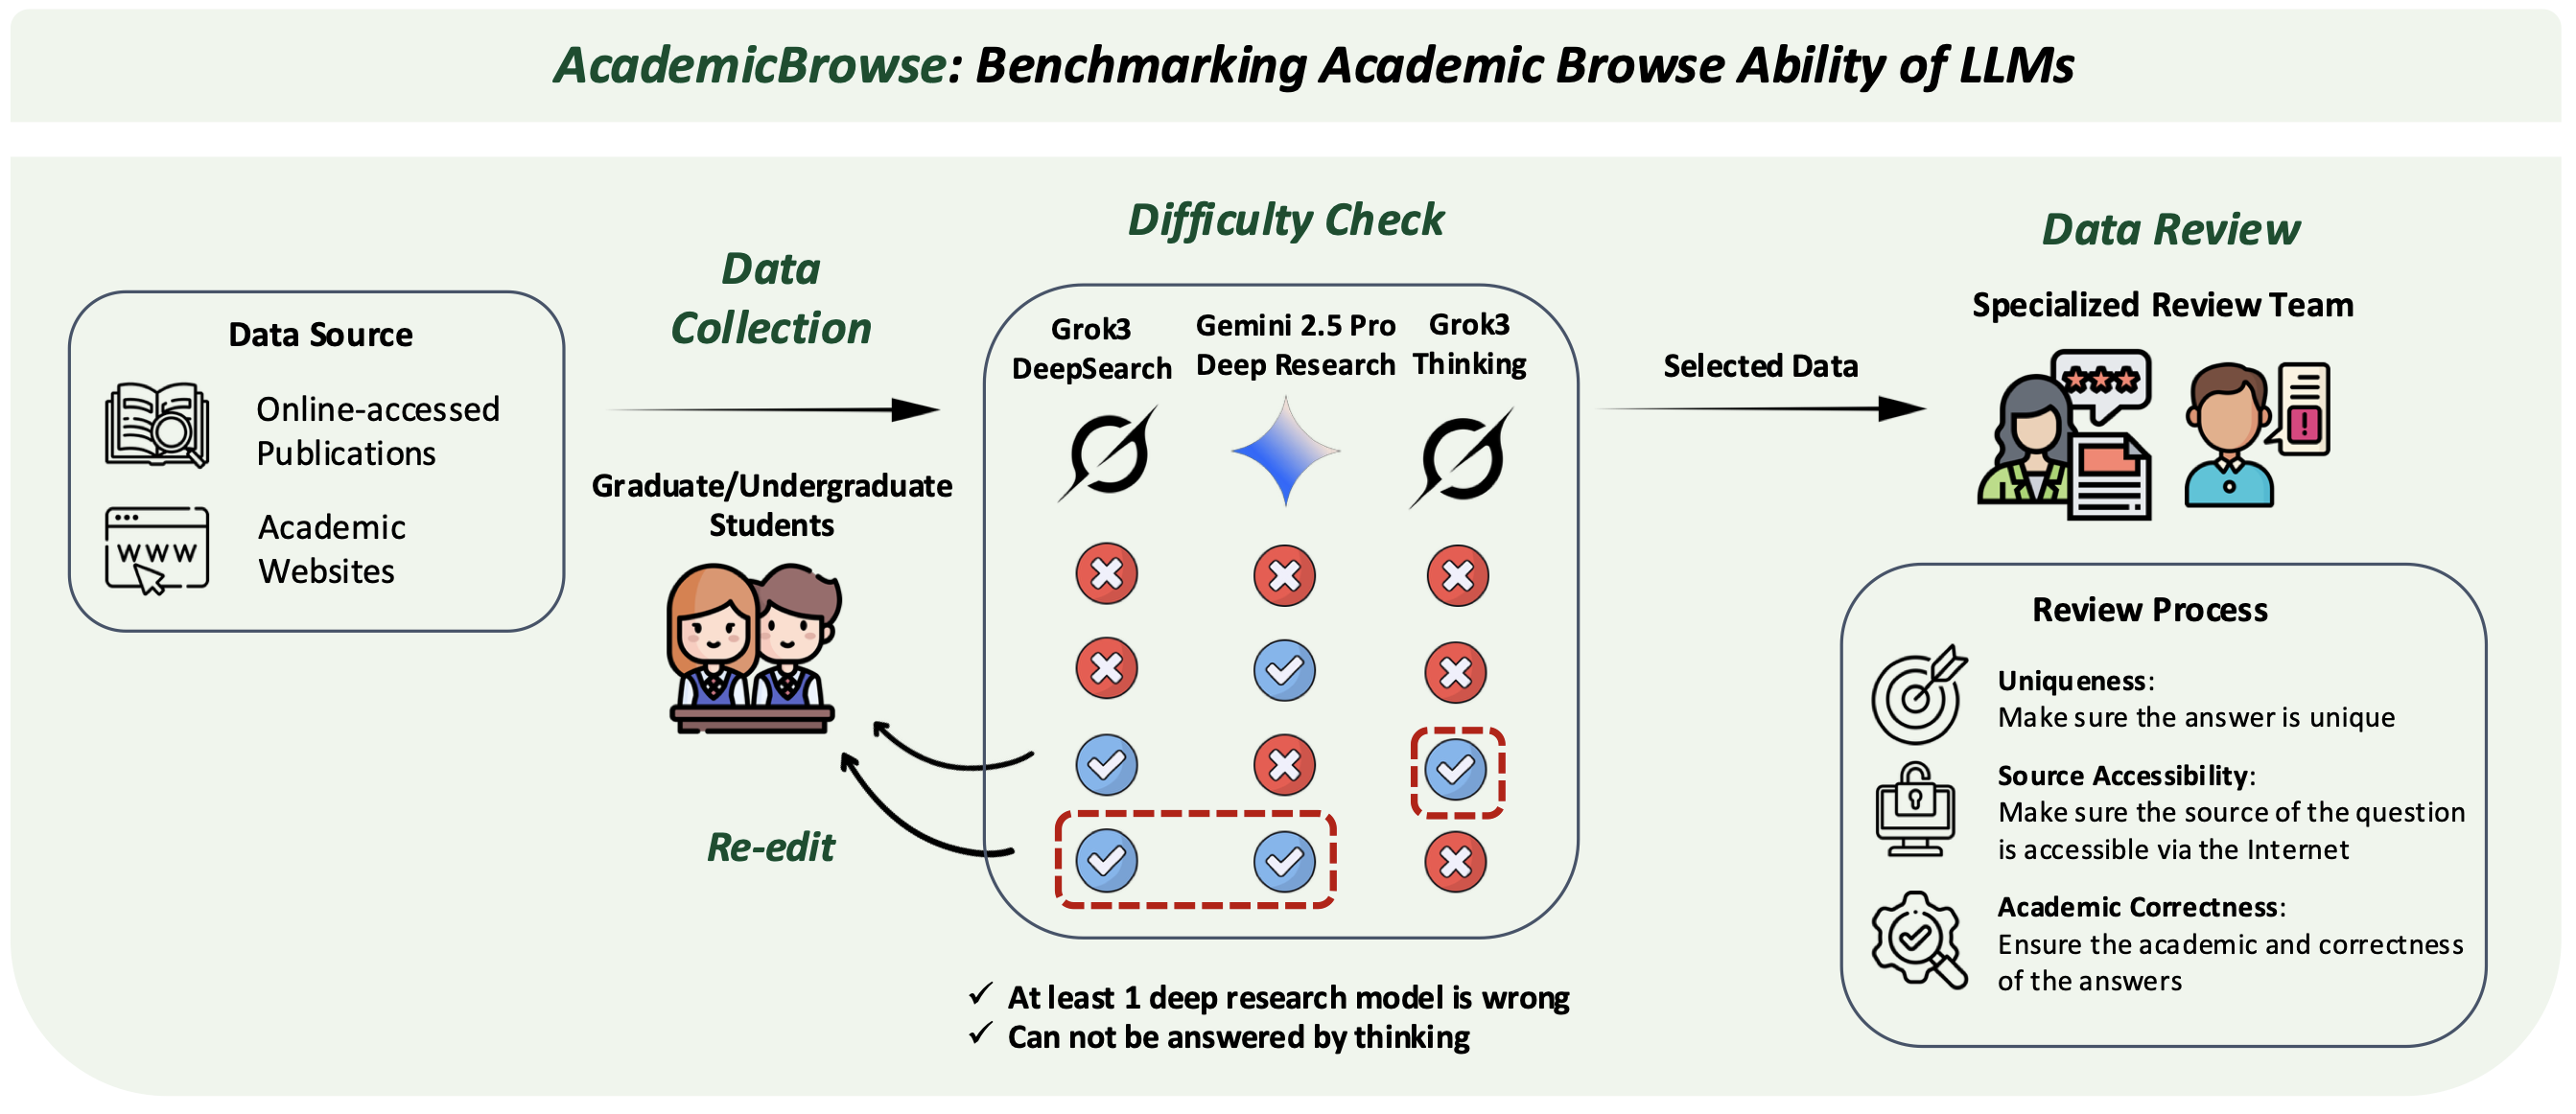 AcademicBrowse: Benchmarking Academic Browse Ability of LLMs
Data Source
Online-accessed
Publications
WWW
Academic
Websites
Data
Collection
Graduate/Undergraduate
Students
Re-edit
Difficulty Check
Grok3
DeepSearch
Gemini 2.5 Pro
Deep Research
Grok3
Thinking
✓ At least 1 deep research model is wrong
✓ Can not be answered by thinking
Selected Data
Data Review
Specialized Review Team
!
Review Process
Uniqueness:
Make sure the answer is unique
Source Accessibility:
Make sure the source of the question
is accessible via the Internet
Academic Correctness:
Ensure the academic and correctness
of the answers